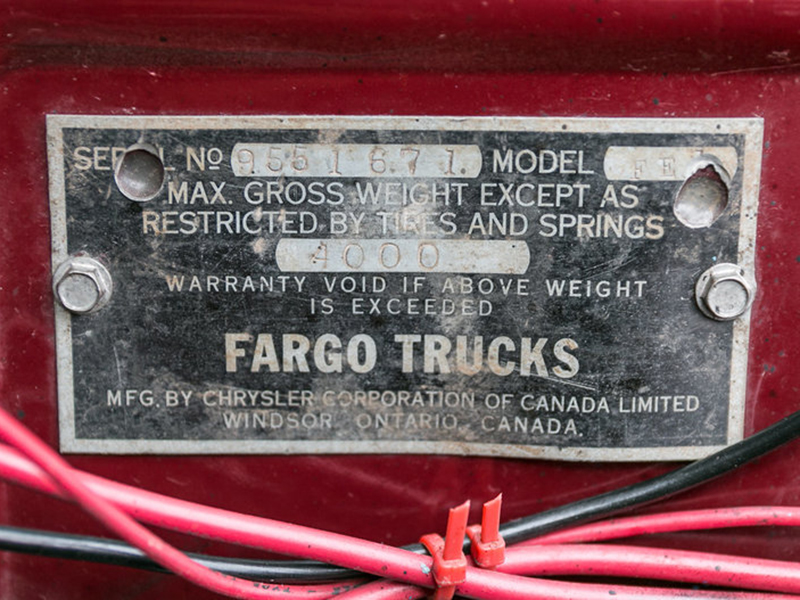 SERIAL NO 9551671. MODEL
MAX. GROSS WEIGHT EXCEPT AS
RESTRICTED BY TIRES AND SPRINGS
4000
WARRANTY VOID IF ABOVE WEIGHT
IS EXCEEDED
FARGO TRUCKS
MFG. BY CHRYSLER CORPORATION OF CANADA LIMITED
WINDSOR, ONTARIO, CANADA.